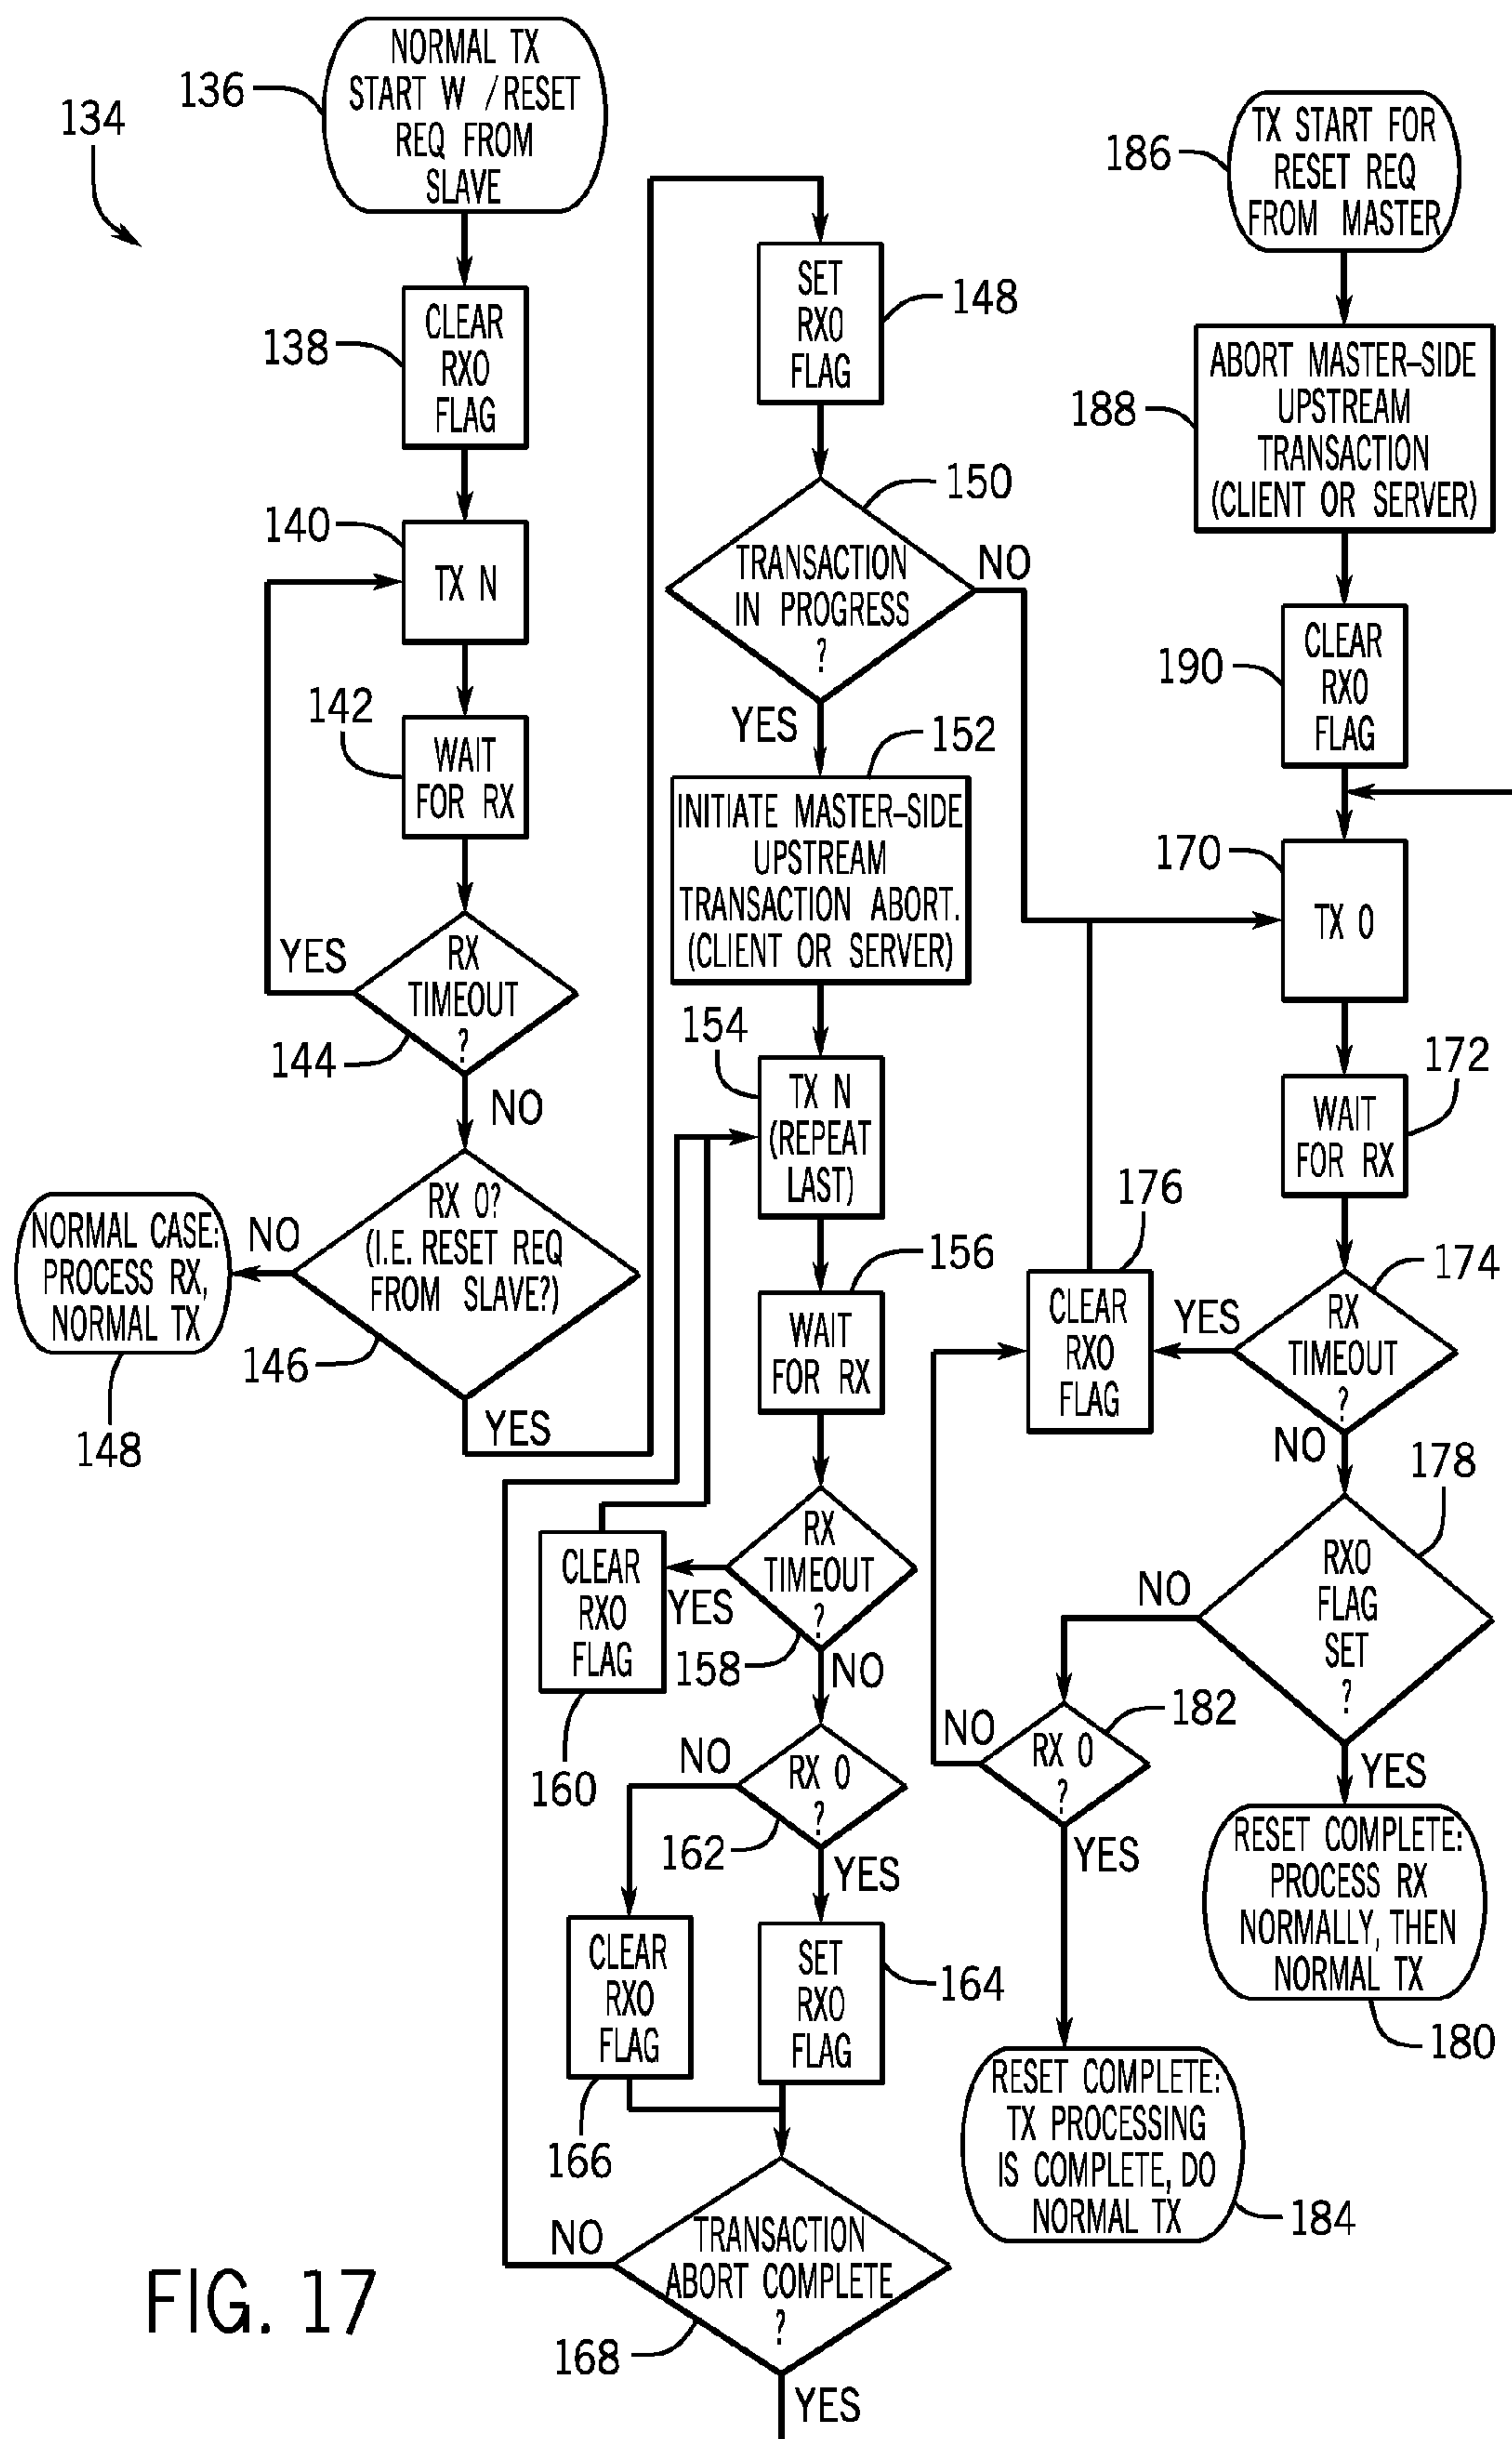 134
136
NORMAL TX
START W /RESET
REQ FROM
SLAVE
138
CLEAR
RXO
FLAG
140
TX N
142
WAIT
FOR RX
YES
RX
TIMEOUT
?
144
NO
RX 0?
(I.E. RESET REQ
FROM SLAVE?)
146
NO
NORMAL CASE:
PROCESS RX,
NORMAL TX
148
YES
SET
RXO
FLAG
148
150
TRANSACTION
IN PROGRESS
?
NO
YES
152
INITIATE MASTER–SIDE
UPSTREAM
TRANSACTION ABORT.
(CLIENT OR SERVER)
154
TX N
(REPEAT
LAST)
156
WAIT
FOR RX
RX
TIMEOUT
?
158
YES
CLEAR
RXO
FLAG
160
NO
RX 0
?
162
NO
YES
CLEAR
RXO
FLAG
166
SET
RXO
FLAG
164
TRANSACTION
ABORT COMPLETE
?
168
NO
YES
186
TX START FOR
RESET REQ
FROM MASTER
188
ABORT MASTER–SIDE
UPSTREAM
TRANSACTION
(CLIENT OR SERVER)
190
CLEAR
RXO
FLAG
170
TX 0
172
WAIT
FOR RX
174
RX
TIMEOUT
?
YES
176
CLEAR
RXO
FLAG
NO
178
RXO
FLAG
SET
?
NO
YES
182
RX 0
?
NO
YES
RESET COMPLETE:
PROCESS RX
NORMALLY, THEN
NORMAL TX
180
RESET COMPLETE:
TX PROCESSING
IS COMPLETE, DO
NORMAL TX
184
FIG. 17